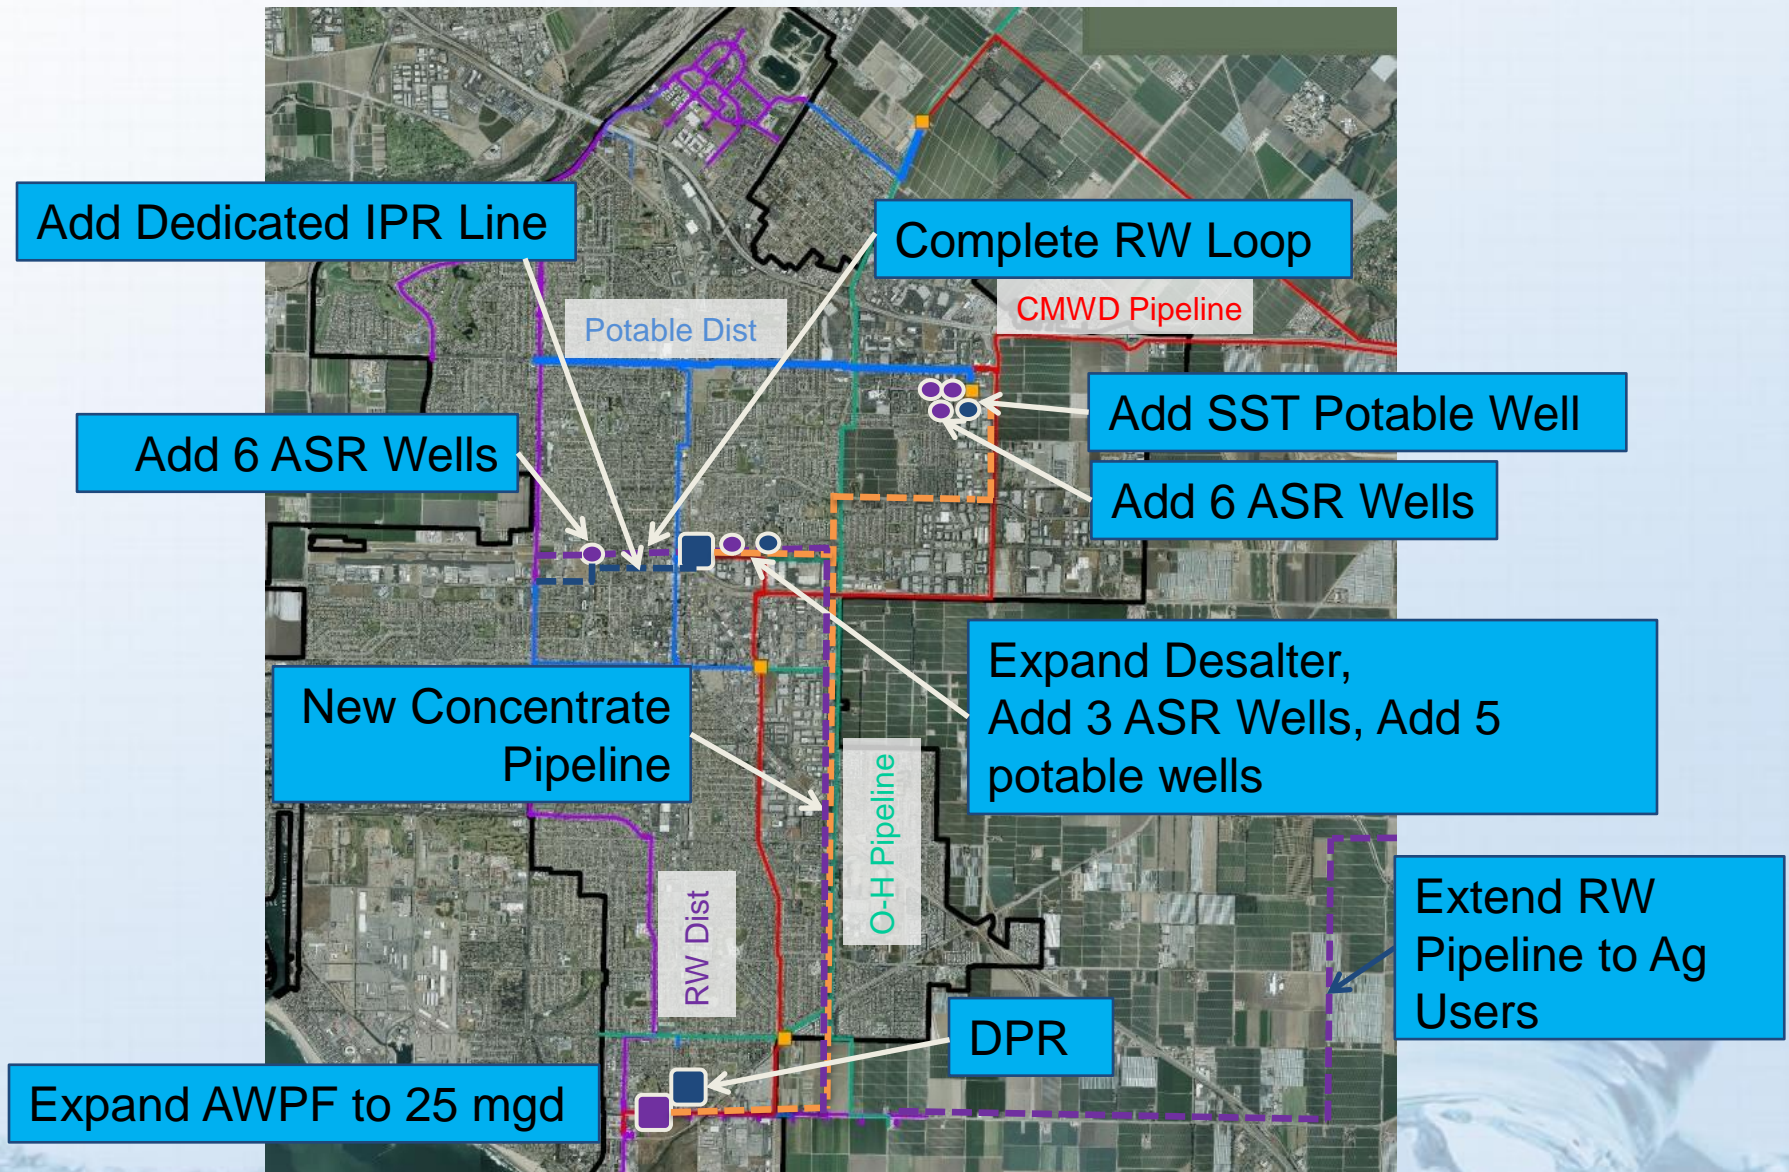 Add Dedicated IPR Line
Complete RW Loop
CMWD Pipeline
Potable Dist
Add SST Potable Well
Add 6 ASR Wells
Add 6 ASR Wells
Expand Desalter,
Add 3 ASR Wells, Add 5
potable wells
New Concentrate
Pipeline
O-H Pipeline
RW Dist
Extend RW
Pipeline to Ag
Users
DPR
Expand AWPF to 25 mgd